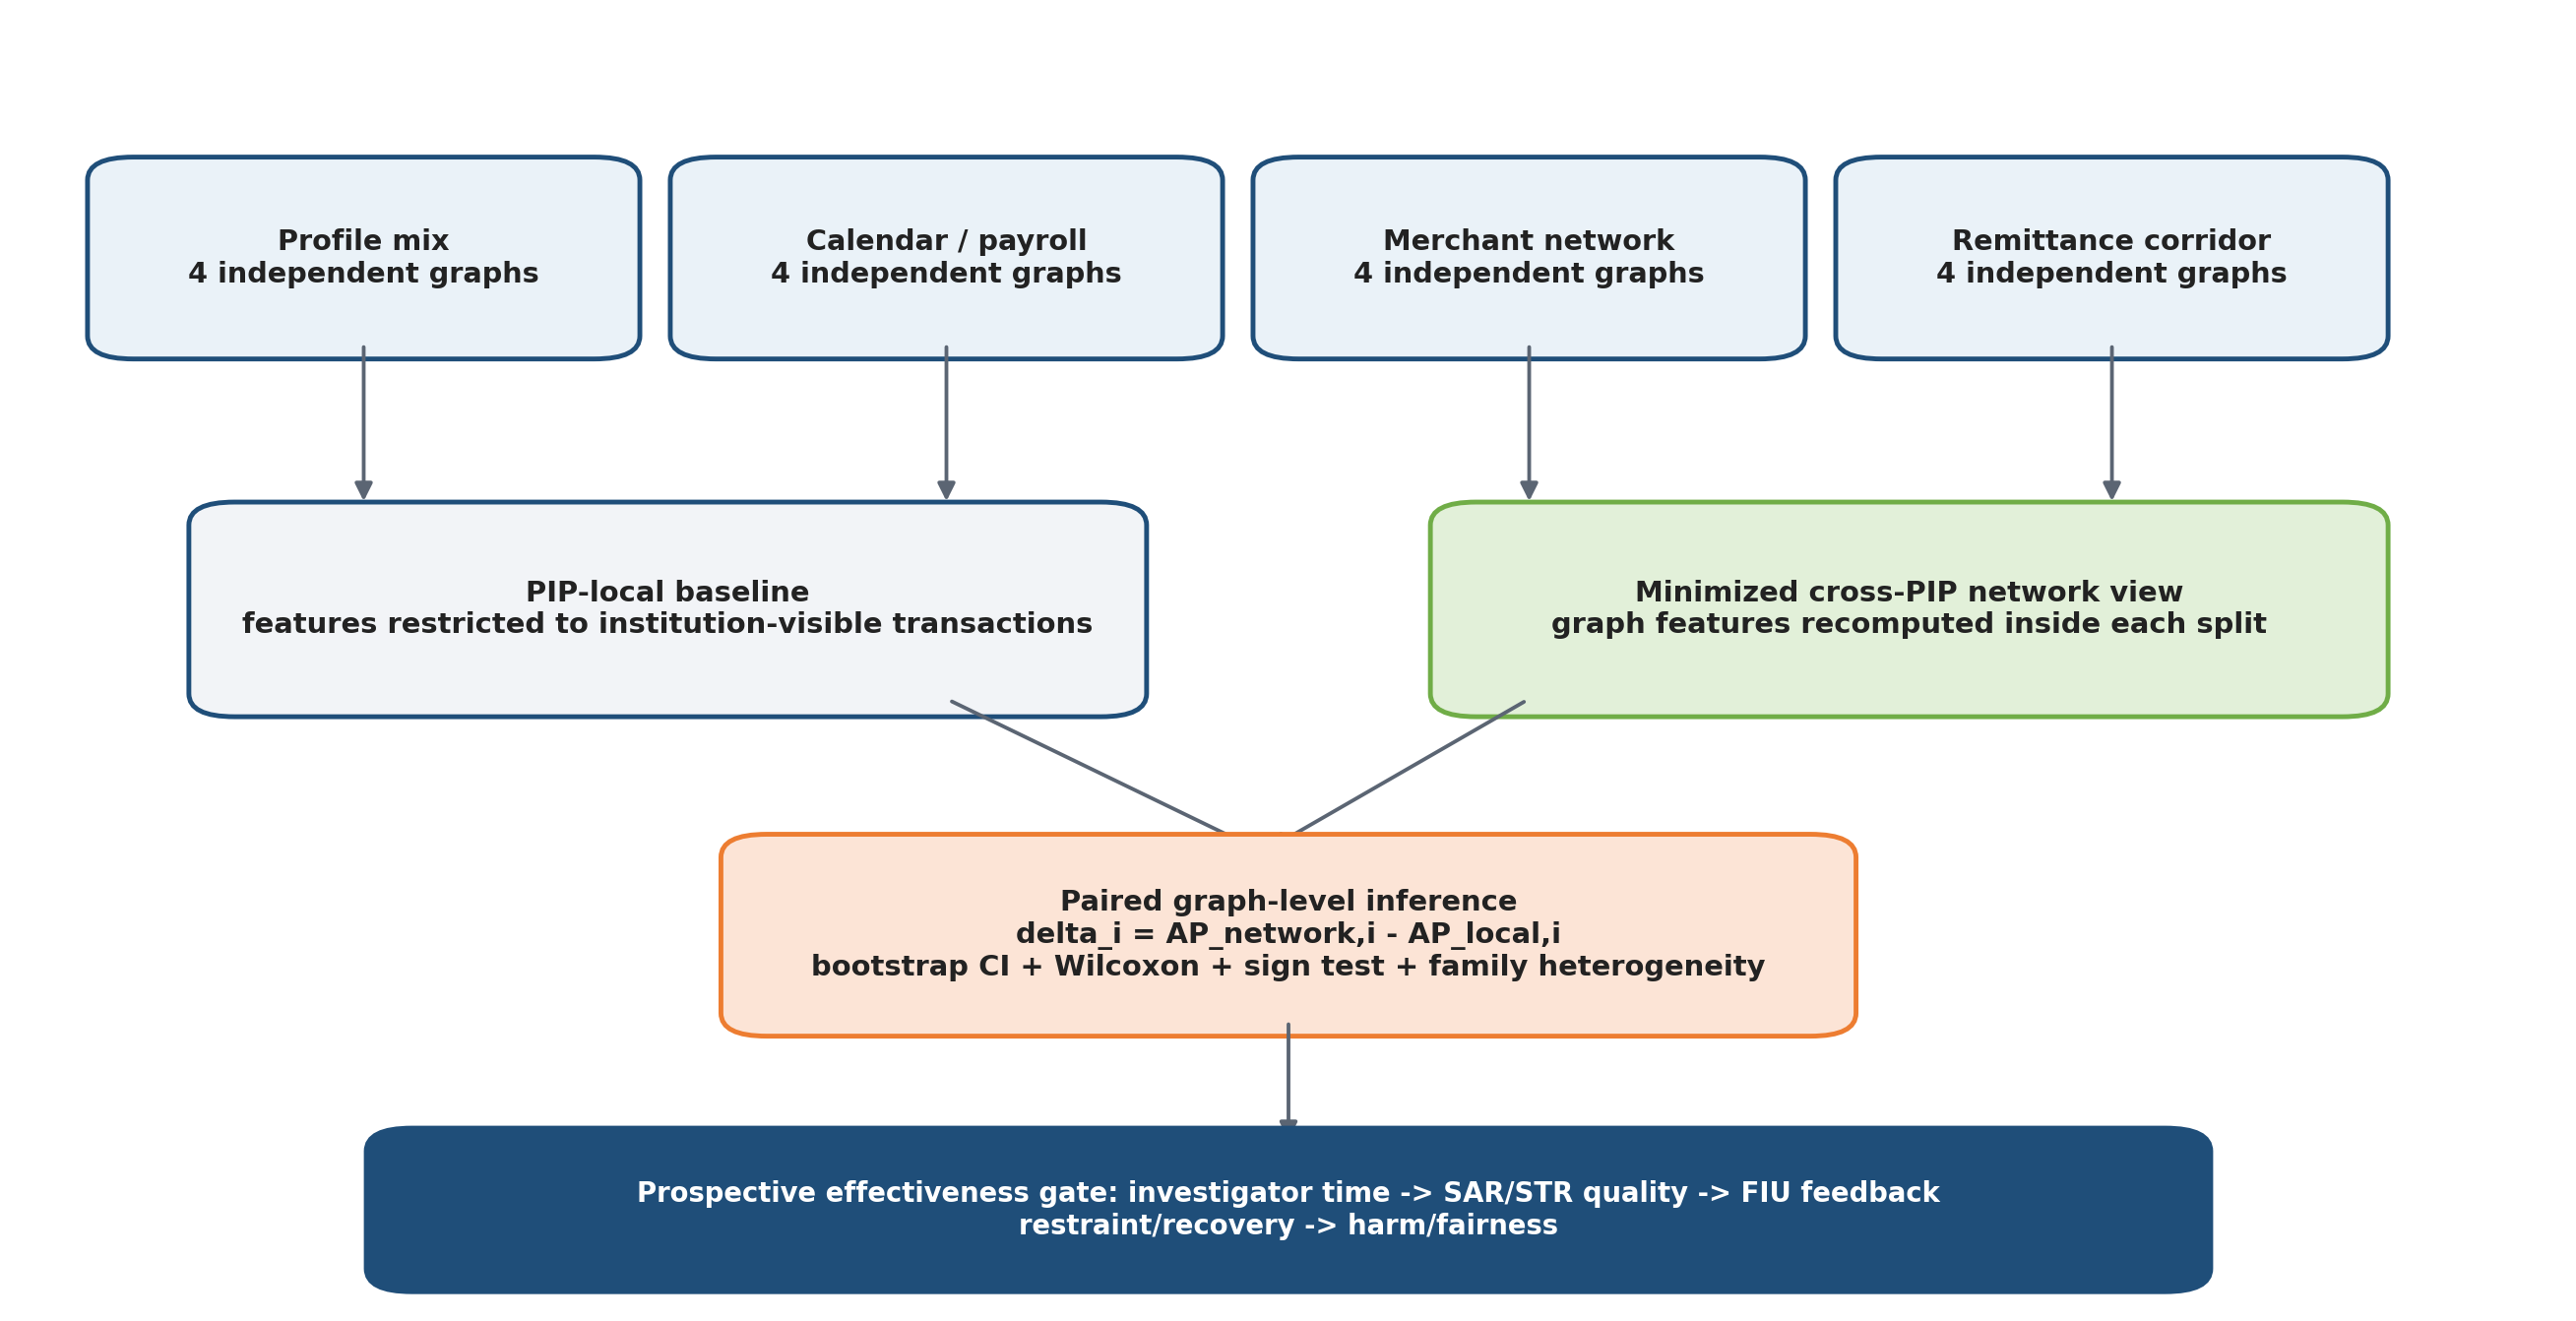 Profile mix
4 independent graphs
Calendar / payroll
4 independent graphs
Merchant network
4 independent graphs
Remittance corridor
4 independent graphs
PIP-local baseline
features restricted to institution-visible transactions
Minimized cross-PIP network view
graph features recomputed inside each split
Paired graph-level inference
delta_i = AP_network,i - AP_local,i
bootstrap CI + Wilcoxon + sign test + family heterogeneity
Prospective effectiveness gate: investigator time -> SAR/STR quality -> FIU feedback
restraint/recovery -> harm/fairness